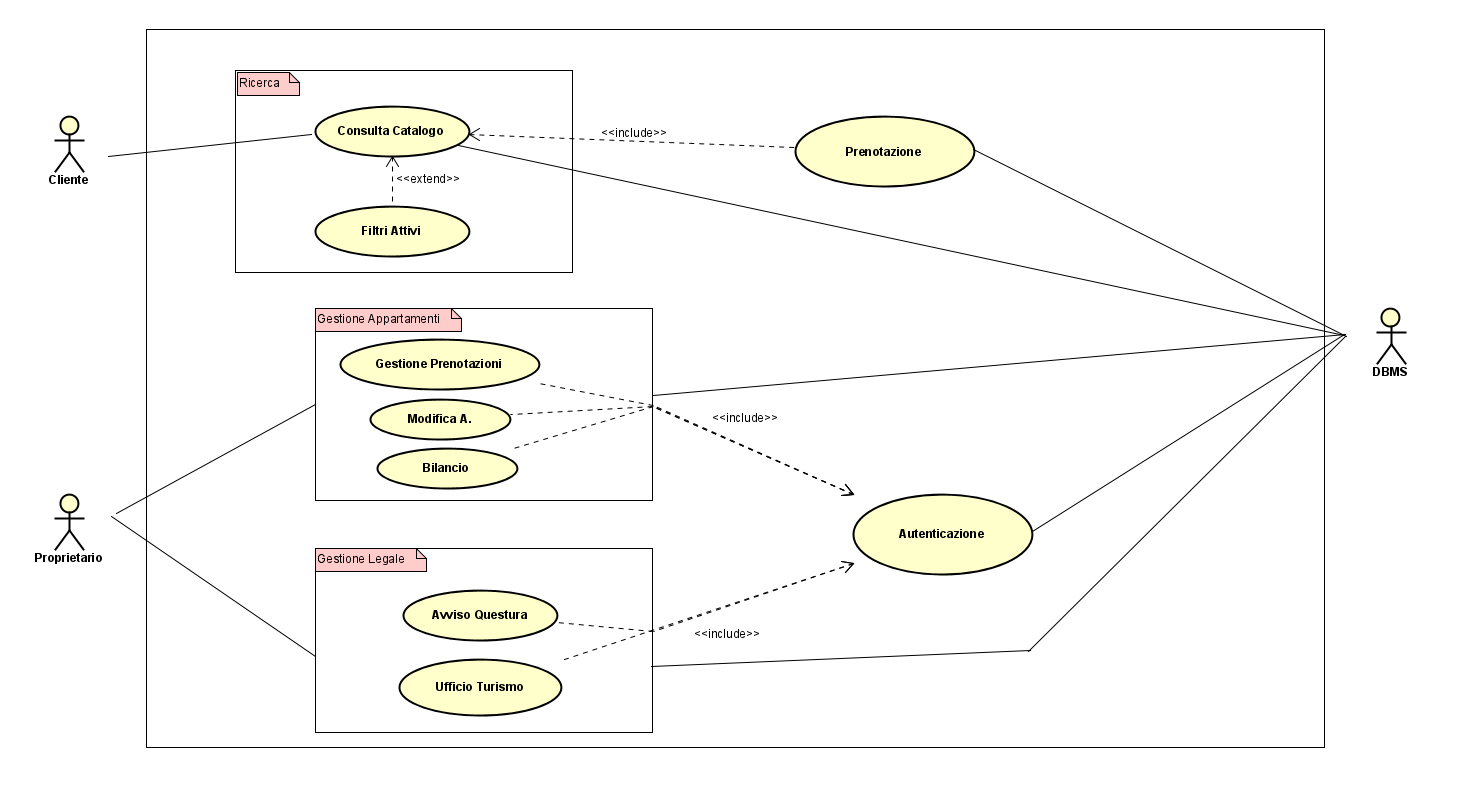 Ricerca
Consulta Catalogo
<<include>>
Prenotazione
Cliente
<<extend>>
Filtri Attivi
Gestione Appartamenti
Gestione Prenotazioni
DBMS
Modifica A.
<<include>>
Bilancio
Autenticazione
Proprietario
Gestione Legale
Avviso Questura
<<include>>
Ufficio Turismo